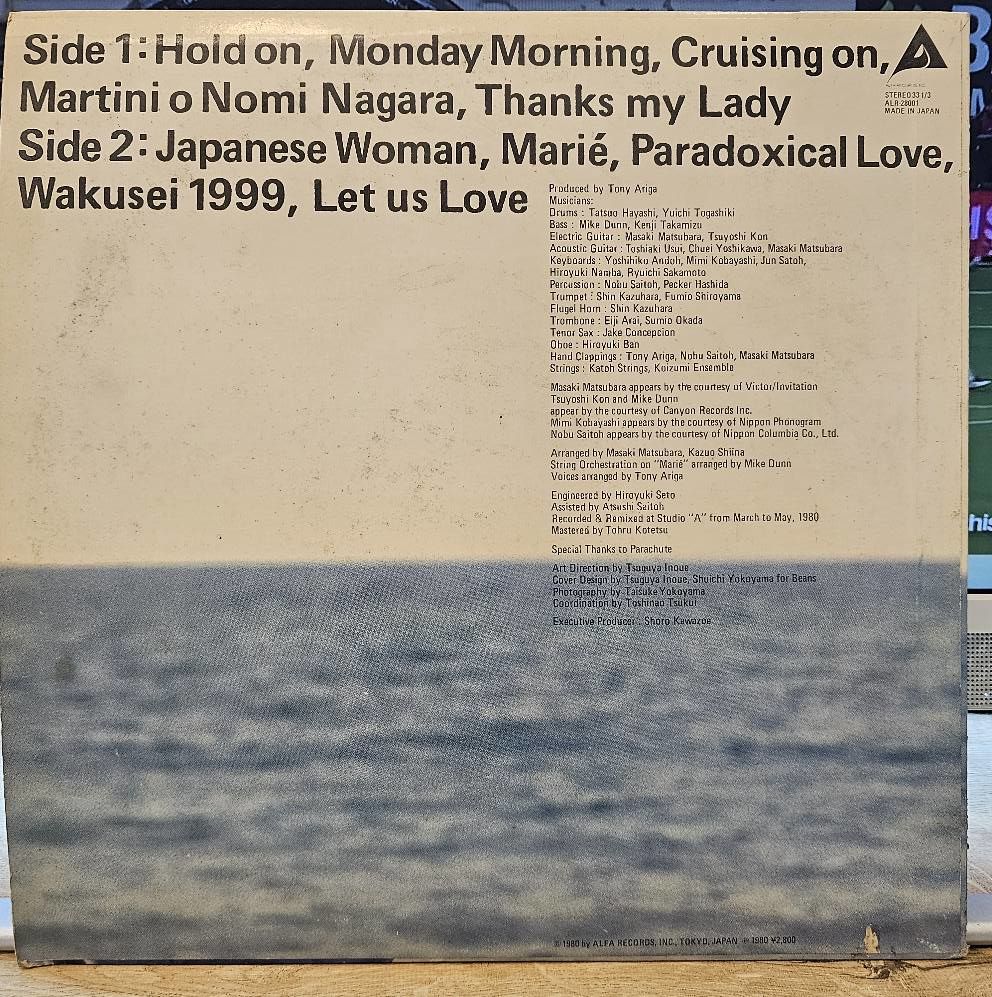 Side 1: Hold on, Monday Morning, Cruising on,
Martini o Nomi Nagara, Thanks my Lady
Side 2: Japanese Woman, Marié, Paradoxical Love,
Wakusei 1999, Let us Love
STEREO 33 1/3
ALR-28001
MADE IN JAPAN
Produced by Tony Ariga
Musicians:
Drums : Tatsuo Hayashi, Yuichi Togashiki
Bass : Mike Dunn, Kenji Takamizu
Electric Guitar : Masaki Matsubara, Tsuyoshi Kon
Acoustic Guitar : Toshiaki Usui, Chuei Yoshikawa, Masaki Matsubara
Keyboards : Yoshihiko Andoh, Mimi Kobayashi, Jun Satoh,
Hiroyuki Namba, Ryuichi Sakamoto
Percussion : Nobu Saitoh, Pecker Hashida
Trumpet : Shin Kazuhara, Fumio Shiroyama
Flugel Horn : Shin Kazuhara
Trombone : Eiji Arai, Sumio Okada
Tenor Sax : Jake Concepcion
Oboe : Hiroyuki Ban
Hand Clappings : Tony Ariga, Nobu Saitoh, Masaki Matsubara
Strings : Katoh Strings, Koizumi Ensemble
Masaki Matsubara appears by the courtesy of Victor/Invitation
Tsuyoshi Kon and Mike Dunn
appear by the courtesy of Canyon Records Inc.
Mimi Kobayashi appears by the courtesy of Nippon Phonogram
Nobu Saitoh appears by the courtesy of Nippon Columbia Co., Ltd.
Arranged by Masaki Matsubara, Kazuo Shiina
String Orchestration on "Marié" arranged by Mike Dunn
Voices arranged by Tony Ariga
Engineered by Hiroyuki Seto
Assisted by Atsushi Saitoh
Recorded & Remixed at Studio "A" from March to May, 1980
Mastered by Tohru Kotetsu
Special Thanks to Parachute
Art Direction by Tsuguya Inoue
Cover Design by Tsuguya Inoue, Shuichi Yokoyama for Beans
Photography by Taisuke Yokoyama
Coordination by Toshinao Tsukui
Executive Producer : Shoro Kawazoe
© 1980 by ALFA RECORDS, INC., TOKYO, JAPAN ℗ 1980 ¥2,800